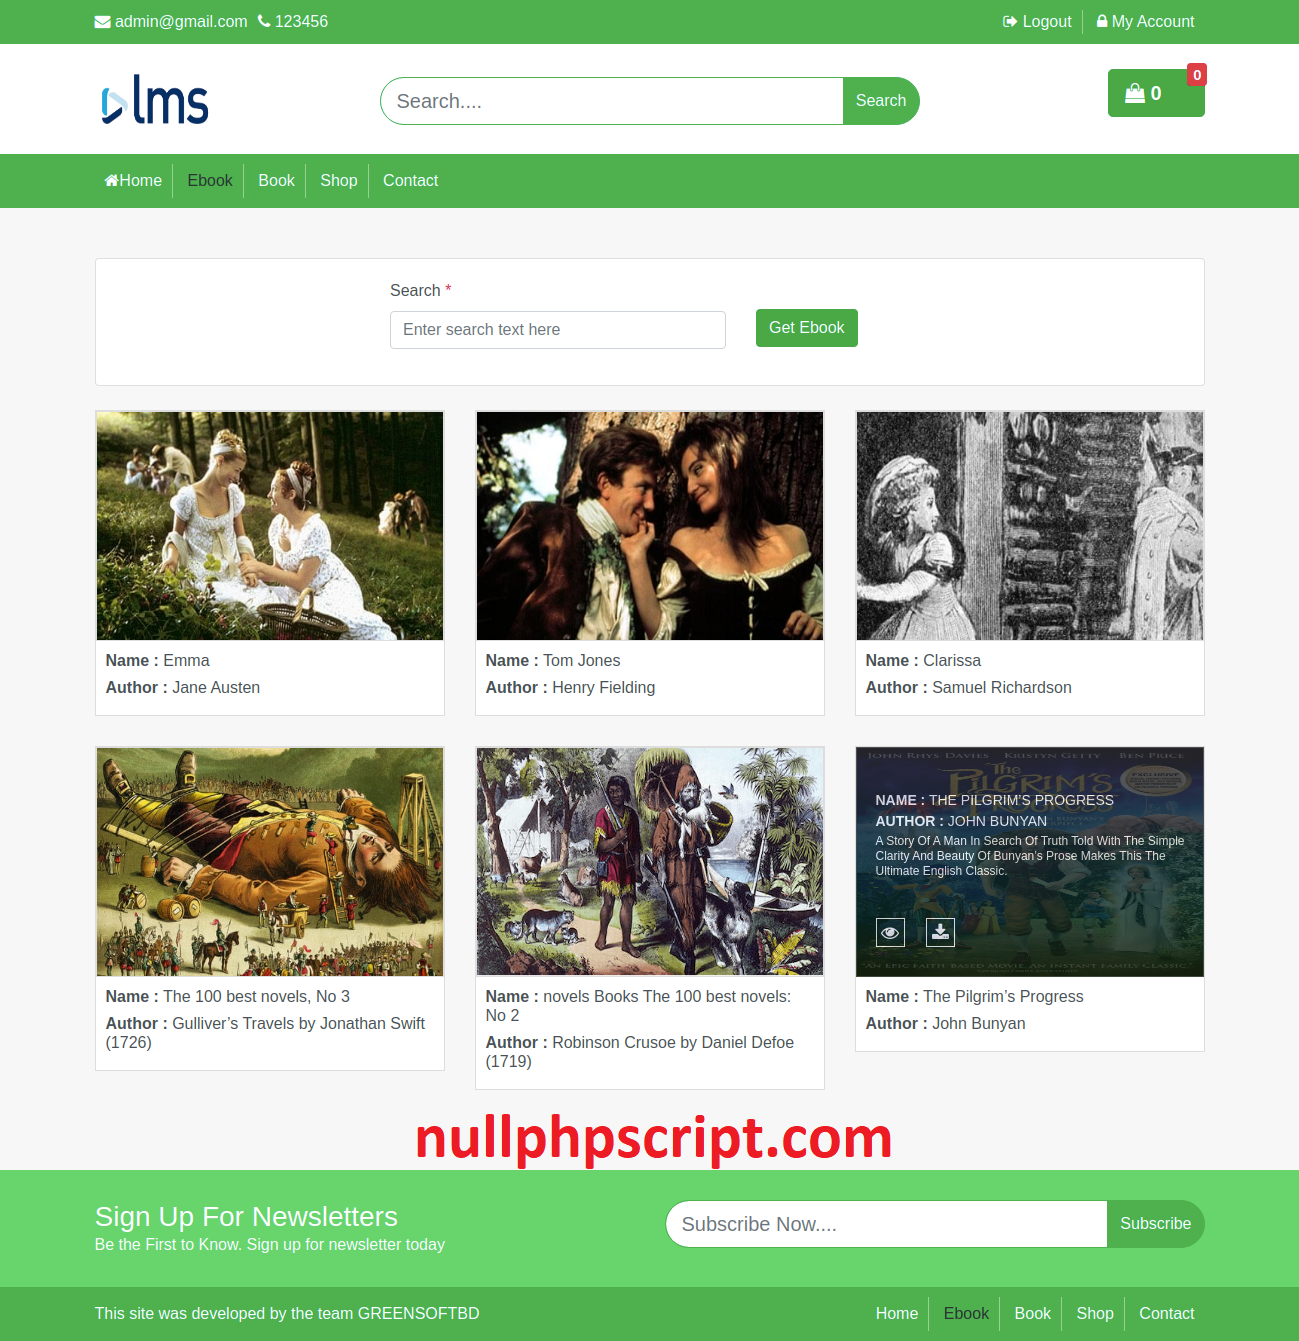 admin@gmail.com 123456
Logout My Account
lms
Search....
Search
0
0
Home Ebook Book Shop Contact
Search *
Enter search text here
Get Ebook
Name : Emma
Author : Jane Austen
Name : Tom Jones
Author : Henry Fielding
Name : Clarissa
Author : Samuel Richardson
JOHN RHYS-DAVIES KRISTYN GETTY BEN PRICE
The
PILGRIM'S
EXCLUSIVE
NAME : THE PILGRIM'S PROGRESS
AUTHOR : JOHN BUNYAN
A Story Of A Man In Search Of Truth Told With The Simple
Clarity And Beauty Of Bunyan's Prose Makes This The
Ultimate English Classic.
"AN EPIC FAITH BASED MOVIE. AN INSTANT FAMILY CLASSIC."
Name : The 100 best novels, No 3
Author : Gulliver’s Travels by Jonathan Swift
(1726)
Name : novels Books The 100 best novels:
No 2
Author : Robinson Crusoe by Daniel Defoe
(1719)
Name : The Pilgrim’s Progress
Author : John Bunyan
nullphpscript.com
Sign Up For Newsletters
Be the First to Know. Sign up for newsletter today
Subscribe Now....
Subscribe
This site was developed by the team GREENSOFTBD
Home Ebook Book Shop Contact